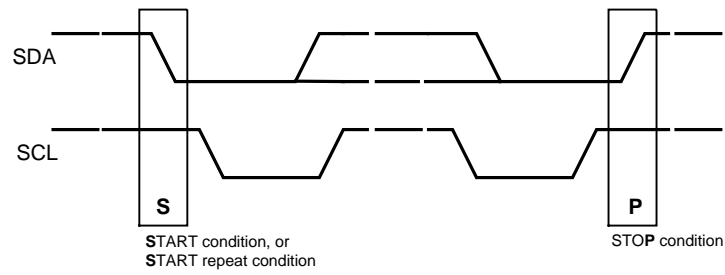 SDA
SCL
S
P
START condition, or
START repeat condition
STOP condition